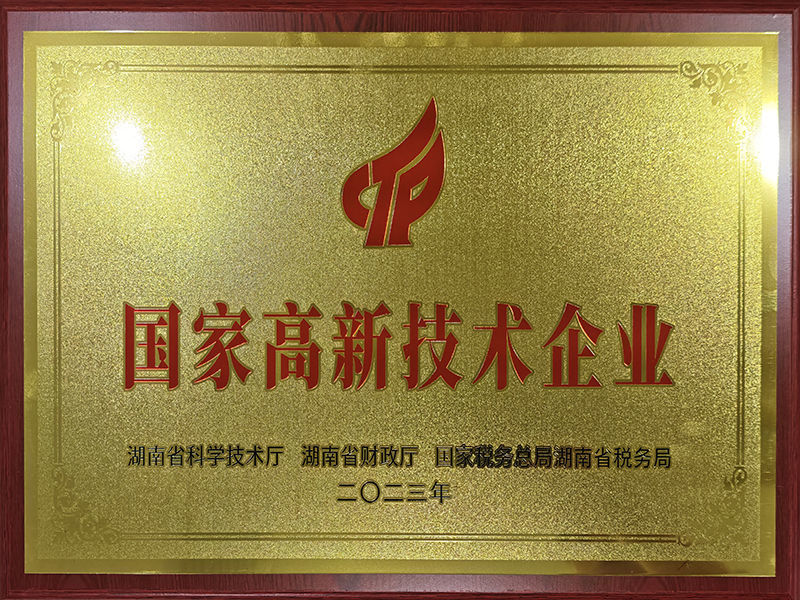 CTP
国家高新技术企业
湖南省科学技术厅 湖南省财政厅 国家税务总局湖南省税务局
二〇二三年